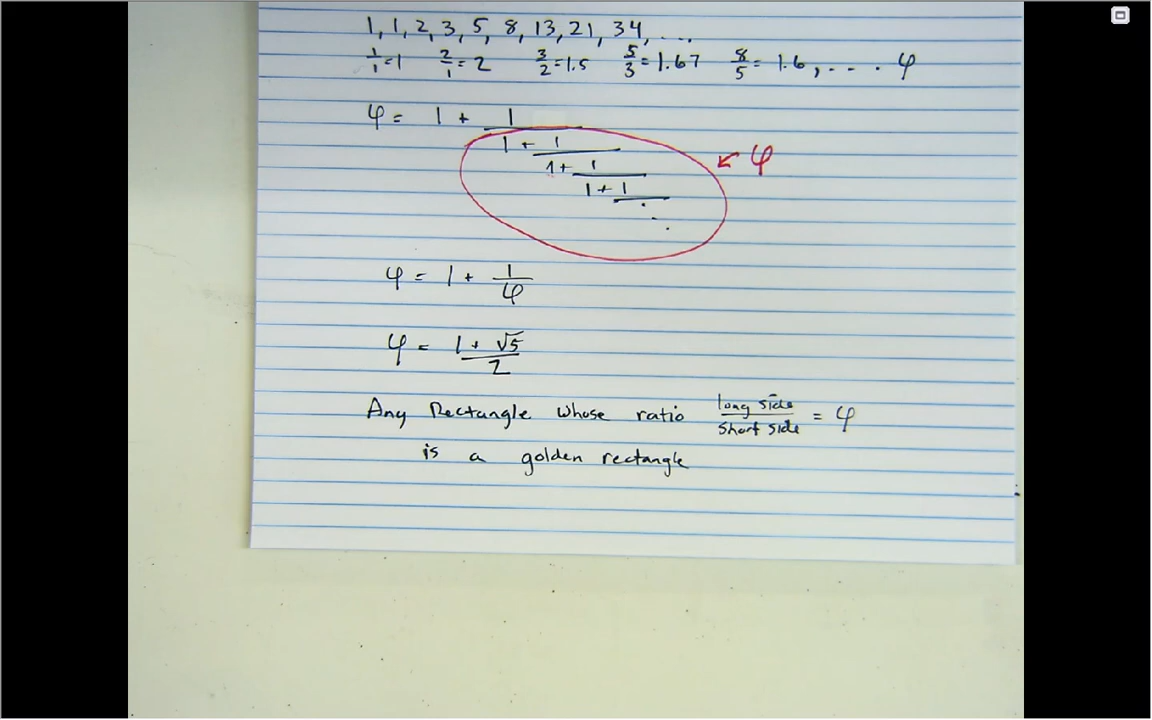 1, 1, 2, 3, 5, 8, 13, 21, 34, ...
1/1 = 1 2/1 = 2 3/2 = 1.5 5/3 = 1.67 8/5 = 1.6, ... φ
φ = 1 + 1
1 + 1 ← φ
1 + 1
1 + 1
⋱
φ = 1 + 1/φ
φ = (1 + √5)/2
Any Rectangle whose ratio long side/short side = φ
is a golden rectangle